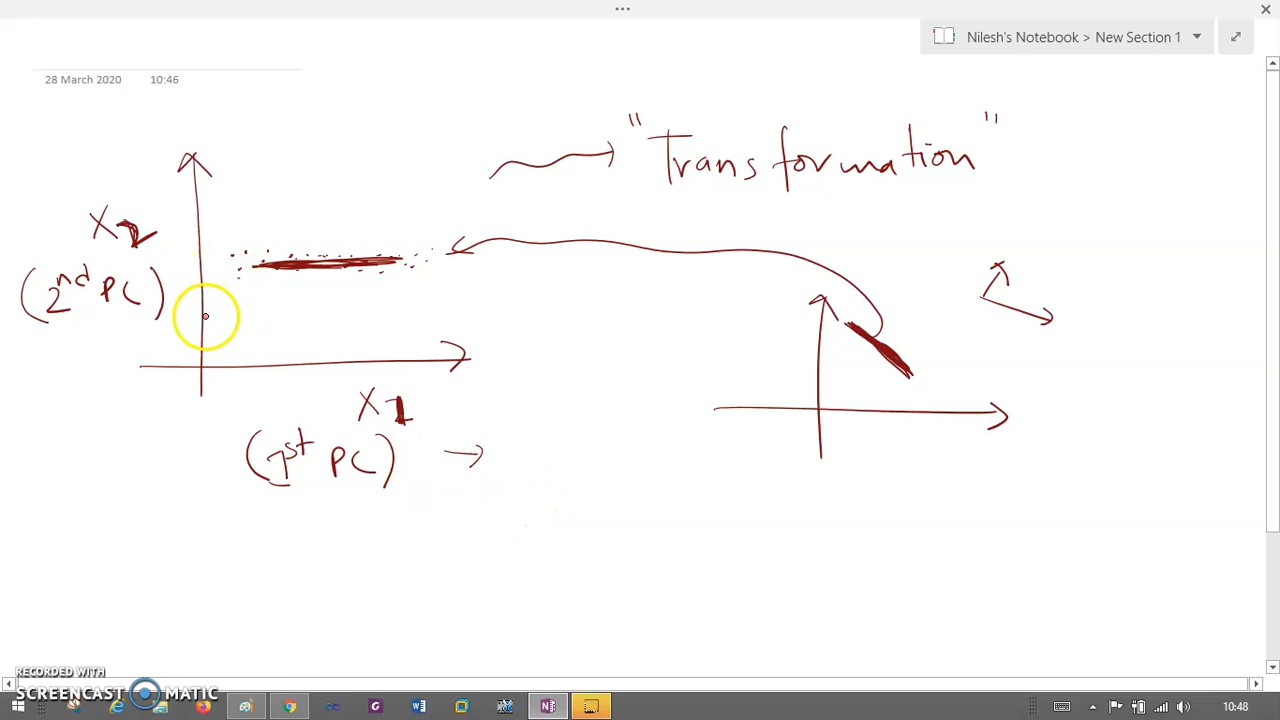 Nilesh's Notebook > New Section 1
28 March 2020 10:46
"Transformation"
X2
(2nd PC)
X1
(1st PC) →
RECORDED WITH
SCREENCAST MATIC
10:48